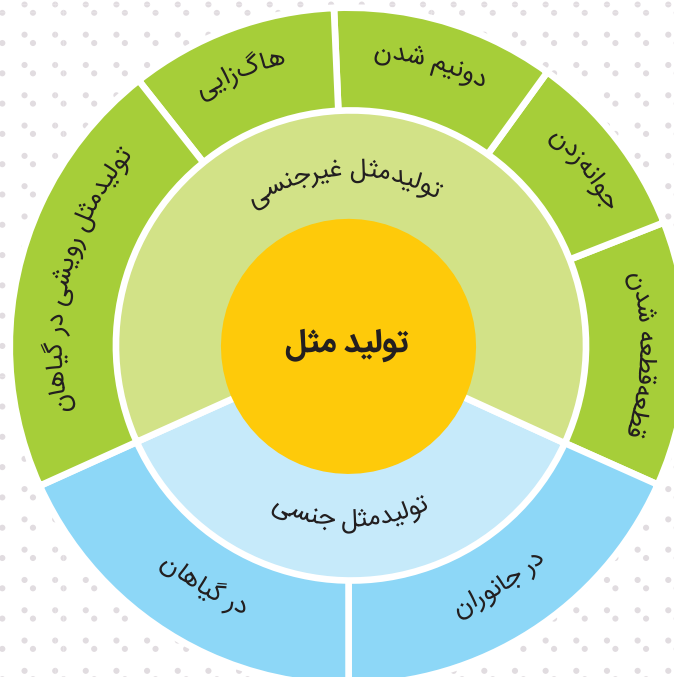 تولید مثل
تولیدمثل غیرجنسی
قطعه‌قطعه شدن
جوانه‌زدن
دونیم شدن
هاگ‌زایی
تولیدمثل رویشی در گیاهان
تولیدمثل جنسی
در جانوران
در گیاهان